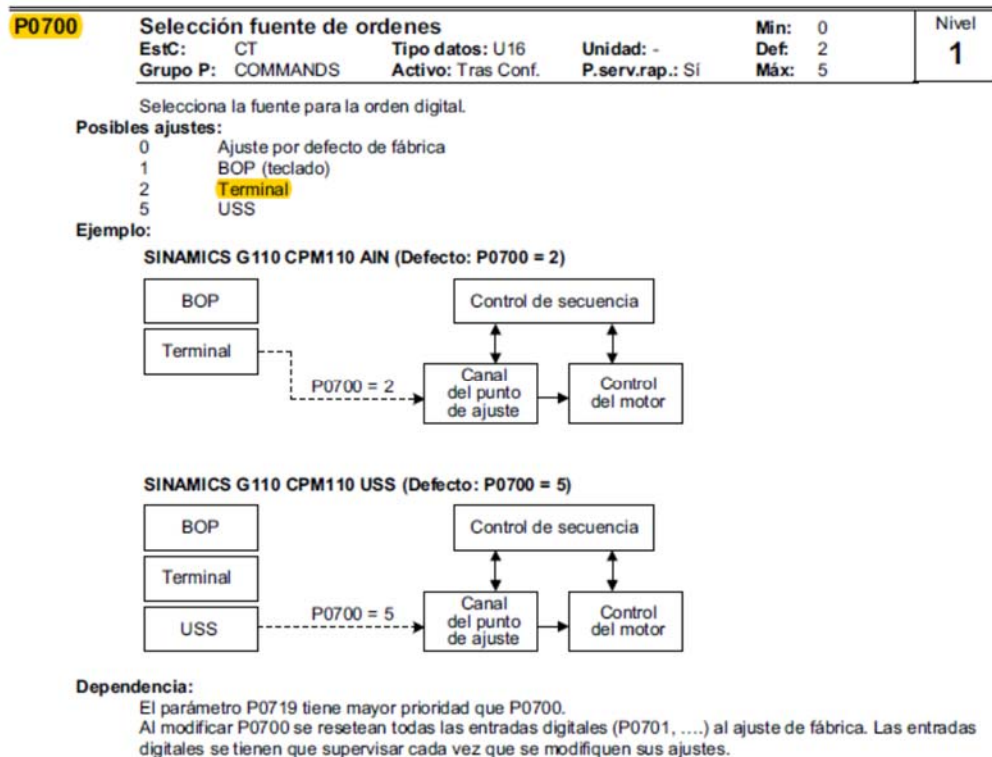 P0700 Selección fuente de ordenes Min: 0 Nivel
EstC: CT Tipo datos: U16 Unidad: - Def: 2 1
Grupo P: COMMANDS Activo: Tras Conf. P.serv.rap.: Sí Máx: 5
Selecciona la fuente para la orden digital.
Posibles ajustes:
0 Ajuste por defecto de fábrica
1 BOP (teclado)
2 Terminal
5 USS
Ejemplo:
SINAMICS G110 CPM110 AIN (Defecto: P0700 = 2)
BOP
Control de secuencia
Terminal
P0700 = 2
Canal
del punto
de ajuste
Control
del motor
SINAMICS G110 CPM110 USS (Defecto: P0700 = 5)
BOP
Control de secuencia
Terminal
USS
P0700 = 5
Canal
del punto
de ajuste
Control
del motor
Dependencia:
El parámetro P0719 tiene mayor prioridad que P0700.
Al modificar P0700 se resetean todas las entradas digitales (P0701, ....) al ajuste de fábrica. Las entradas
digitales se tienen que supervisar cada vez que se modifiquen sus ajustes.